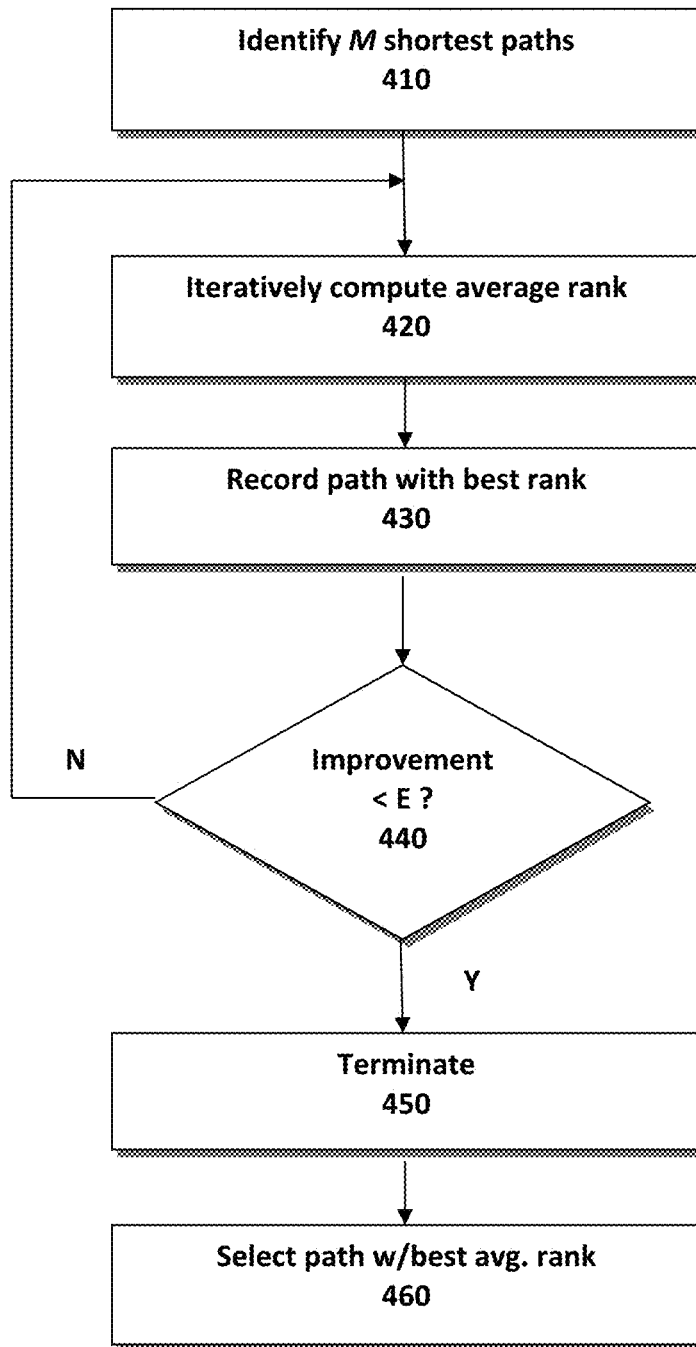 Identify M shortest paths
410
Iteratively compute average rank
420
Record path with best rank
430
N
Improvement
< E ?
440
Y
Terminate
450
Select path w/best avg. rank
460